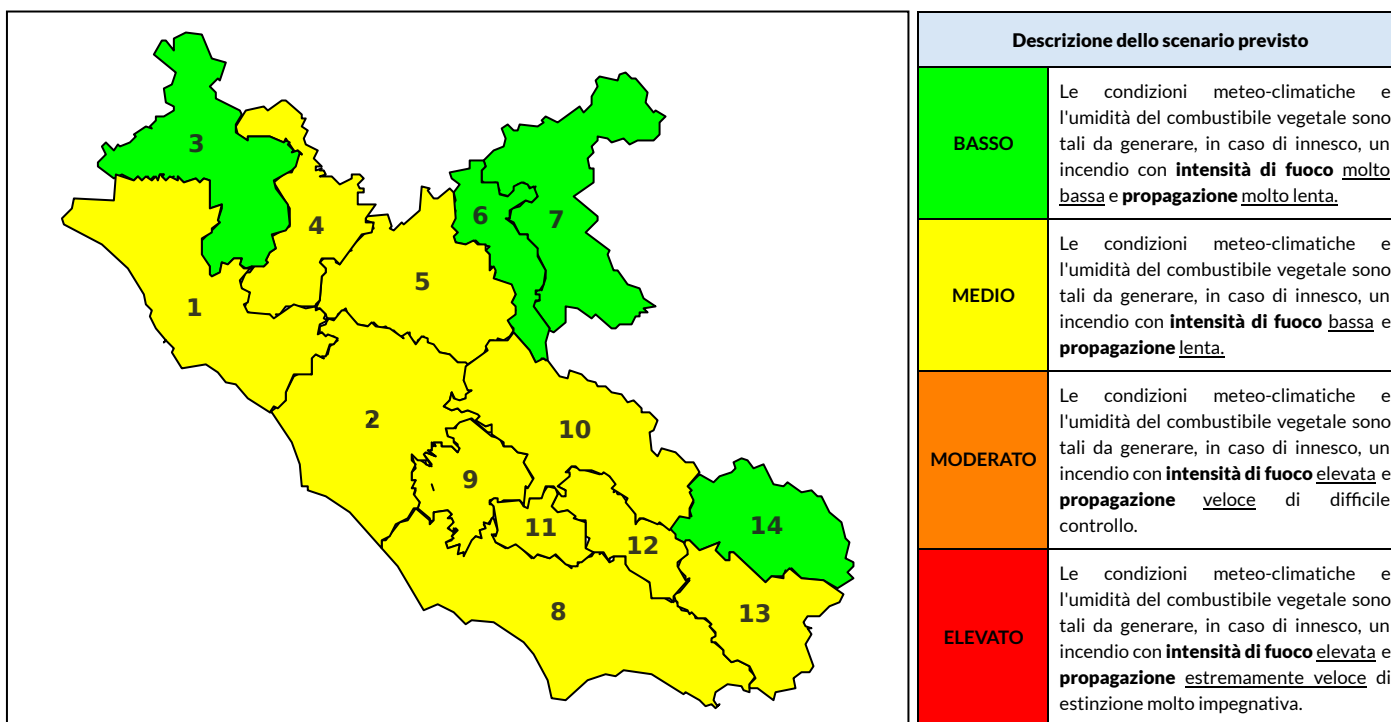 3
4
6
7
5
1
2
10
9
11
14
12
8
13
Descrizione dello scenario previsto
BASSO
Le condizioni meteo-climatiche e
l'umidità del combustibile vegetale sono
tali da generare, in caso di innesco, un
incendio con intensità di fuoco molto
bassa e propagazione molto lenta.
MEDIO
Le condizioni meteo-climatiche e
l'umidità del combustibile vegetale sono
tali da generare, in caso di innesco, un
incendio con intensità di fuoco bassa e
propagazione lenta.
MODERATO
Le condizioni meteo-climatiche e
l'umidità del combustibile vegetale sono
tali da generare, in caso di innesco, un
incendio con intensità di fuoco elevata e
propagazione veloce di difficile
controllo.
ELEVATO
Le condizioni meteo-climatiche e
l'umidità del combustibile vegetale sono
tali da generare, in caso di innesco, un
incendio con intensità di fuoco elevata e
propagazione estremamente veloce di
estinzione molto impegnativa.